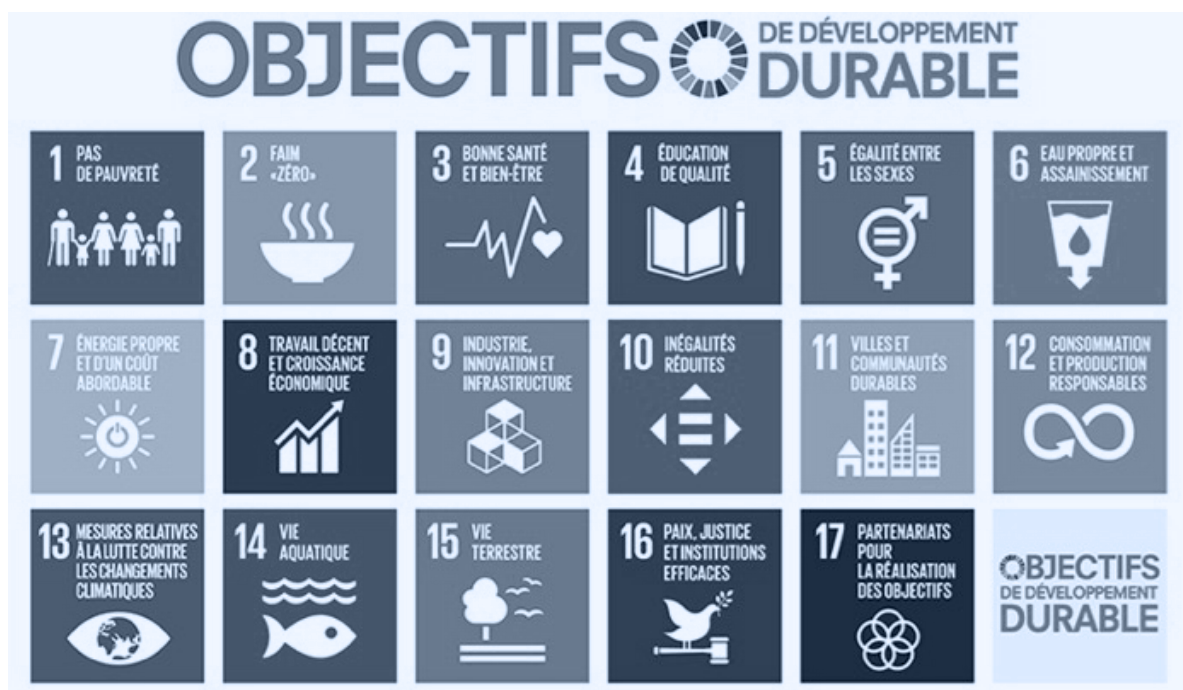 OBJECTIFS
DE DÉVELOPPEMENT
DURABLE
1 PAS
DE PAUVRETÉ
2 FAIM
«ZÉRO»
3 BONNE SANTÉ
ET BIEN-ÊTRE
4 ÉDUCATION
DE QUALITÉ
5 ÉGALITÉ ENTRE
LES SEXES
6 EAU PROPRE ET
ASSAINISSEMENT
7 ÉNERGIE PROPRE
ET D'UN COÛT
ABORDABLE
8 TRAVAIL DÉCENT
ET CROISSANCE
ÉCONOMIQUE
9 INDUSTRIE,
INNOVATION ET
INFRASTRUCTURE
10 INÉGALITÉS
RÉDUITES
11 VILLES ET
COMMUNAUTÉS
DURABLES
12 CONSOMMATION
ET PRODUCTION
RESPONSABLES
13 MESURES RELATIVES
À LA LUTTE CONTRE
LES CHANGEMENTS
CLIMATIQUES
14 VIE
AQUATIQUE
15 VIE
TERRESTRE
16 PAIX, JUSTICE
ET INSTITUTIONS
EFFICACES
17 PARTENARIATS
POUR
LA RÉALISATION
DES OBJECTIFS
OBJECTIFS
DE DÉVELOPPEMENT
DURABLE